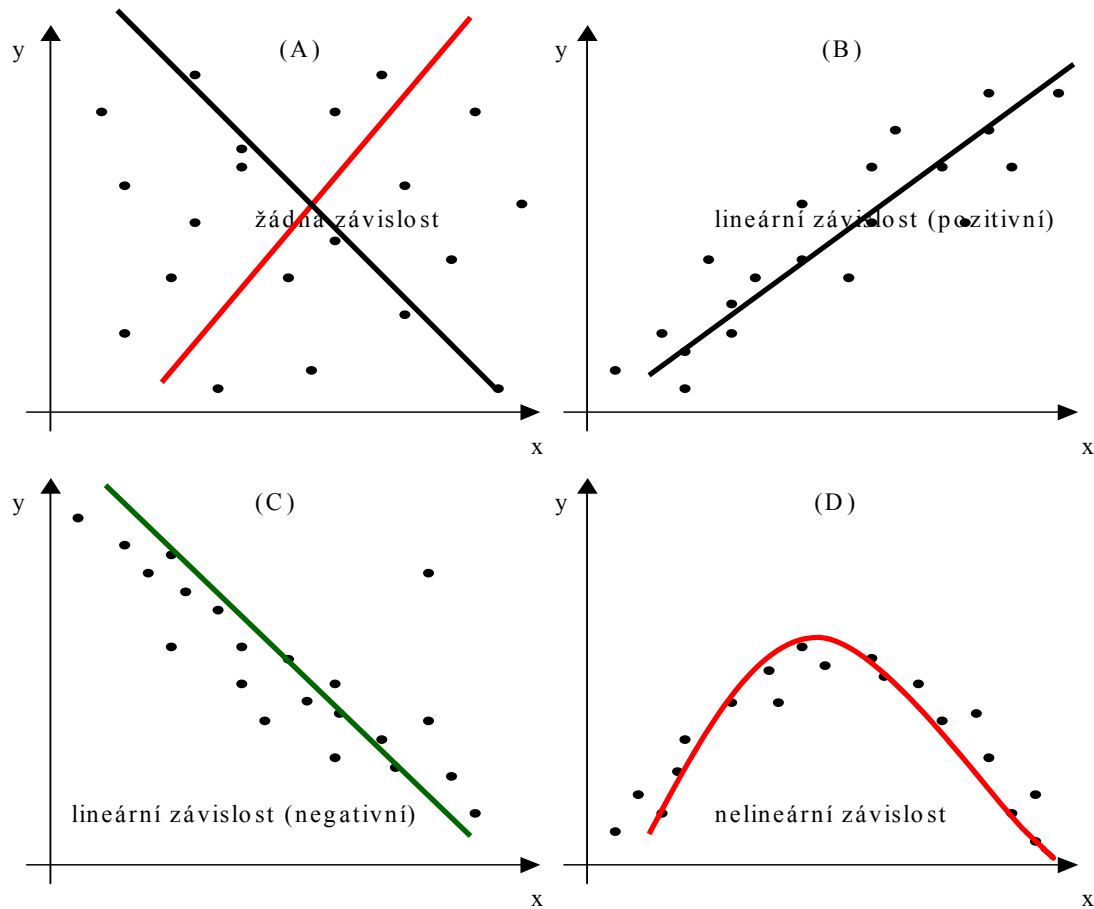 y
(A)
žádná závislost
x
y
(B)
lineární závislost (pozitivní)
x
y
(C)
lineární závislost (negativní)
x
y
(D)
nelineární závislost
x